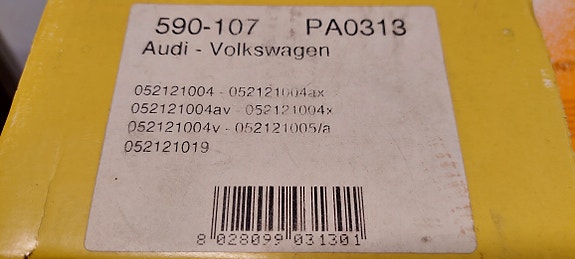 590-107 PA0313
Audi - Volkswagen
052121004 - 052121004ax
052121004av - 052121004x
052121004v - 052121005/a
052121019
8 028099 031301